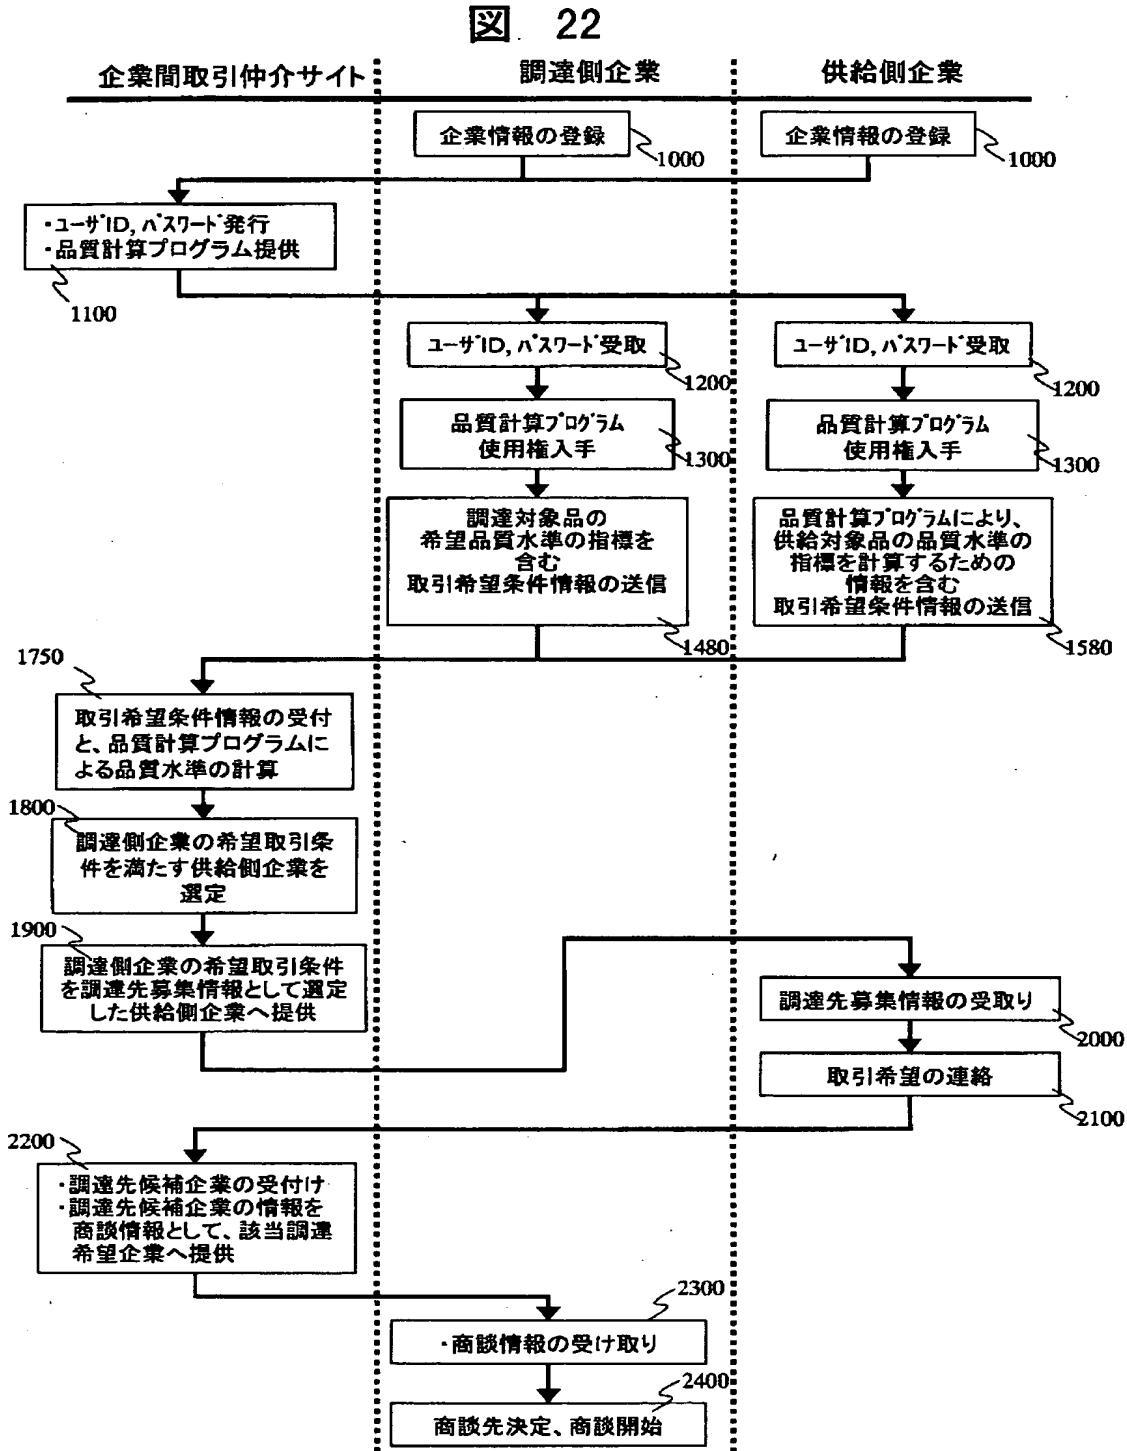 図 22
企業間取引仲介サイト 調達側企業 供給側企業
企業情報の登録
1000
企業情報の登録
1000
・ユーザID, パスワード発行
・品質計算プログラム提供
1100
ユーザID, パスワード受取
1200
ユーザID, パスワード受取
1200
品質計算プログラム
使用権入手
1300
品質計算プログラム
使用権入手
1300
調達対象品の
希望品質水準の指標を
含む
取引希望条件情報の送信
1480
品質計算プログラムにより、
供給対象品の品質水準の
指標を計算するための
情報を含む
取引希望条件情報の送信
1580
1750
取引希望条件情報の受付
と、品質計算プログラムに
よる品質水準の計算
1800
調達側企業の希望取引条
件を満たす供給側企業を
選定
1900
調達側企業の希望取引条件
を調達先募集情報として選定
した供給側企業へ提供
調達先募集情報の受取り
2000
取引希望の連絡
2100
2200
・調達先候補企業の受付け
・調達先候補企業の情報を
商談情報として、該当調達
希望企業へ提供
2300
・商談情報の受け取り
2400
商談先決定、商談開始